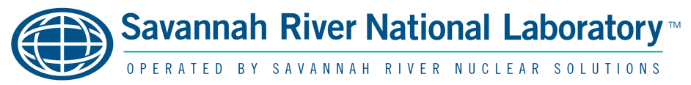 Savannah River National Laboratory™
OPERATED BY SAVANNAH RIVER NUCLEAR SOLUTIONS